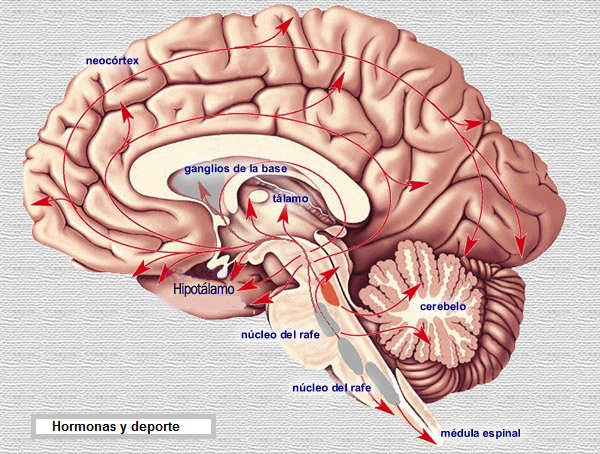 neocórtex
ganglios de la base
tálamo
Hipotálamo
cerebelo
núcleo del rafe
núcleo del rafe
médula espinal
Hormonas y deporte